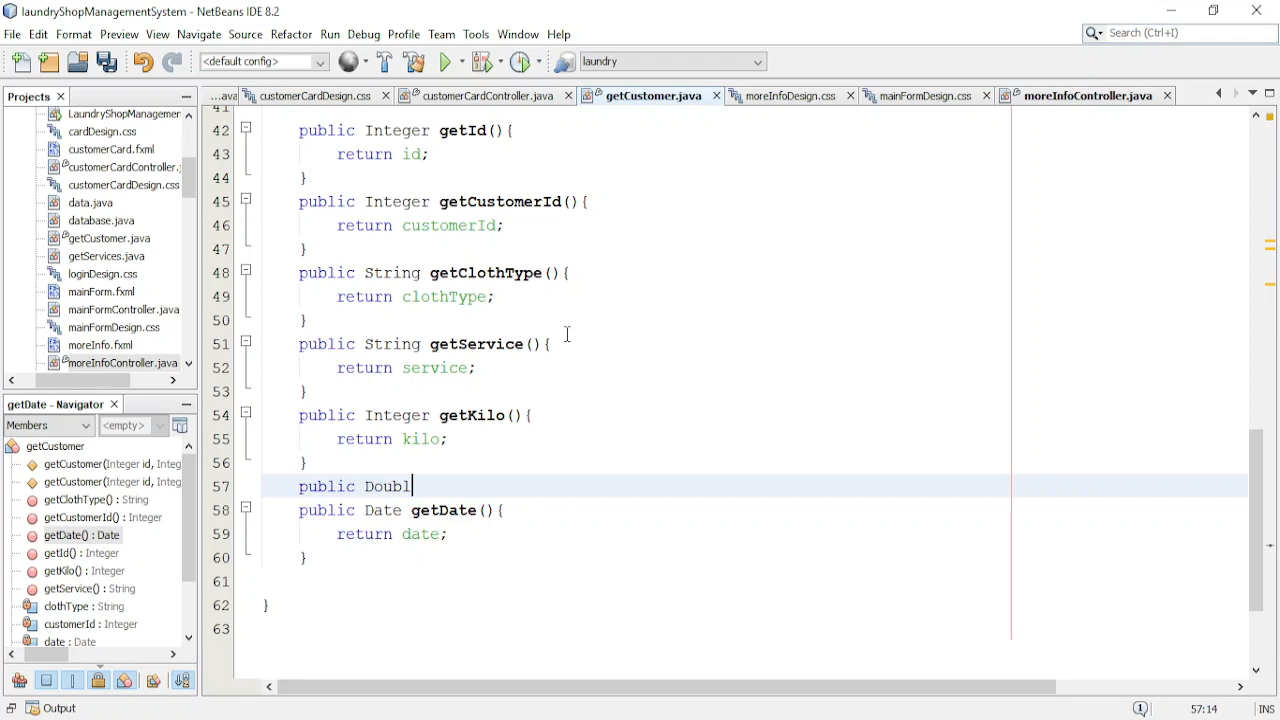 laundryShopManagementSystem - NetBeans IDE 8.2
File Edit Format Preview View Navigate Source Refactor Run Debug Profile Team Tools Window Help
Search (Ctrl+I)
<default config>
laundry
Projects
...ava customerCardDesign.css customerCardController.java getCustomer.java moreInfoDesign.css mainFormDesign.css moreInfoController.java
LaundryShopManagemen
cardDesign.css
customerCard.fxml
customerCardController.
customerCardDesign.css
data.java
database.java
getCustomer.java
getServices.java
loginDesign.css
mainForm.fxml
mainFormController.java
mainFormDesign.css
moreInfo.fxml
moreInfoController.java
getDate - Navigator
Members <empty>
getCustomer
getCustomer(Integer id, Integ
getCustomer(Integer id, Integ
getClothType() : String
getCustomerId() : Integer
getDate() : Date
getId() : Integer
getKilo() : Integer
getService() : String
clothType : String
customerId : Integer
date : Date
41
42 public Integer getId(){
43 return id;
44 }
45 public Integer getCustomerId(){
46 return customerId;
47 }
48 public String getClothType(){
49 return clothType;
50 }
51 public String getService(){
52 return service;
53 }
54 public Integer getKilo(){
55 return kilo;
56 }
57 public Doubl
58 public Date getDate(){
59 return date;
60 }
61
62 }
63
Output
57:14 INS